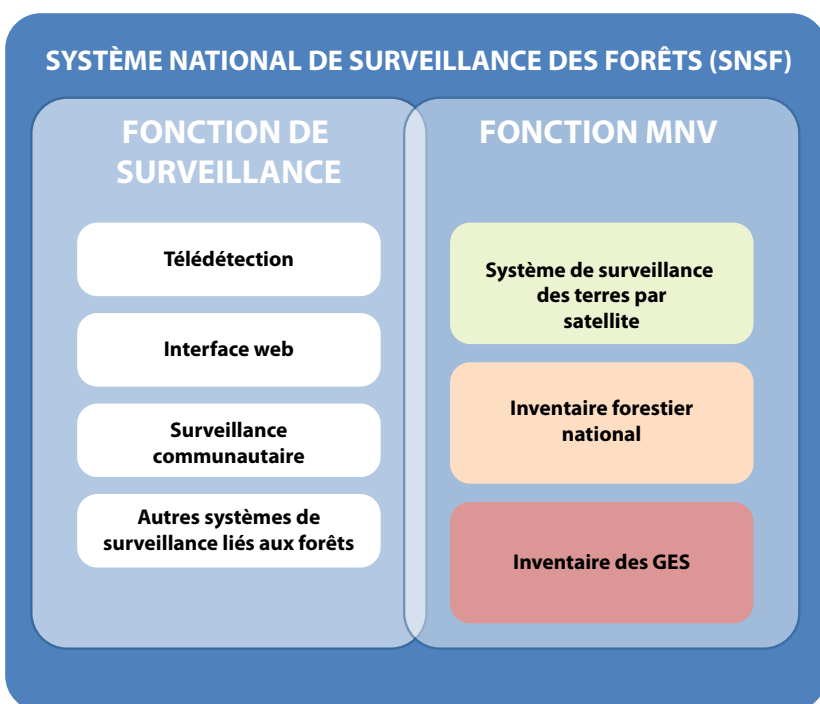 SYSTÈME NATIONAL DE SURVEILLANCE DES FORÊTS (SNSF)
FONCTION DE
SURVEILLANCE
Télédétection
Interface web
Surveillance
communautaire
Autres systèmes de
surveillance liés aux forêts
FONCTION MNV
Système de surveillance
des terres par
satellite
Inventaire forestier
national
Inventaire des GES